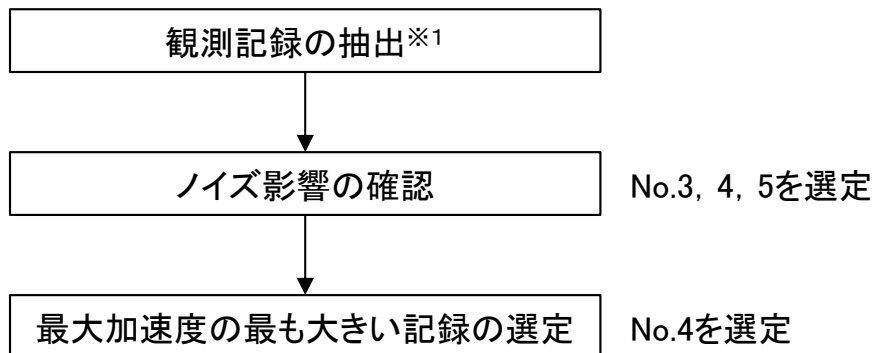 観測記録の抽出※1
ノイズ影響の確認
No.3, 4, 5を選定
最大加速度の最も大きい記録の選定
No.4を選定